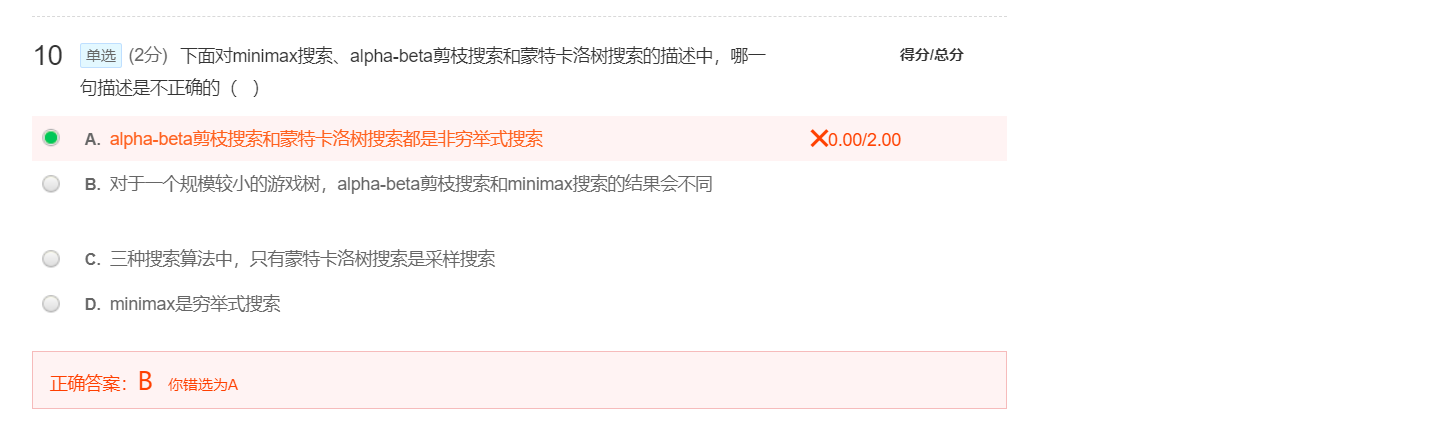 10 单选 (2分) 下面对minimax搜索、alpha-beta剪枝搜索和蒙特卡洛树搜索的描述中，哪一 得分/总分
句描述是不正确的（ ）
A. alpha-beta剪枝搜索和蒙特卡洛树搜索都是非穷举式搜索 ×0.00/2.00
B. 对于一个规模较小的游戏树，alpha-beta剪枝搜索和minimax搜索的结果会不同
C. 三种搜索算法中，只有蒙特卡洛树搜索是采样搜索
D. minimax是穷举式搜索
正确答案：B 你错选为A